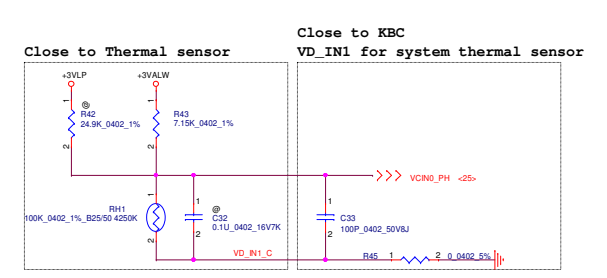 Close to KBC
Close to Thermal sensor
VD_IN1 for system thermal sensor
+3VLP
+3VALW
1
@
R42
24.9K_0402_1%
2
1
R43
7.15K_0402_1%
2
VCIN0_PH <25>
1
RH1
100K_0402_1%_B25/50 4250K
2
1
@
C32
0.1U_0402_16V7K
2
1
C33
100P_0402_50V8J
2
VD_IN1_C
R45
1
2
0_0402_5%